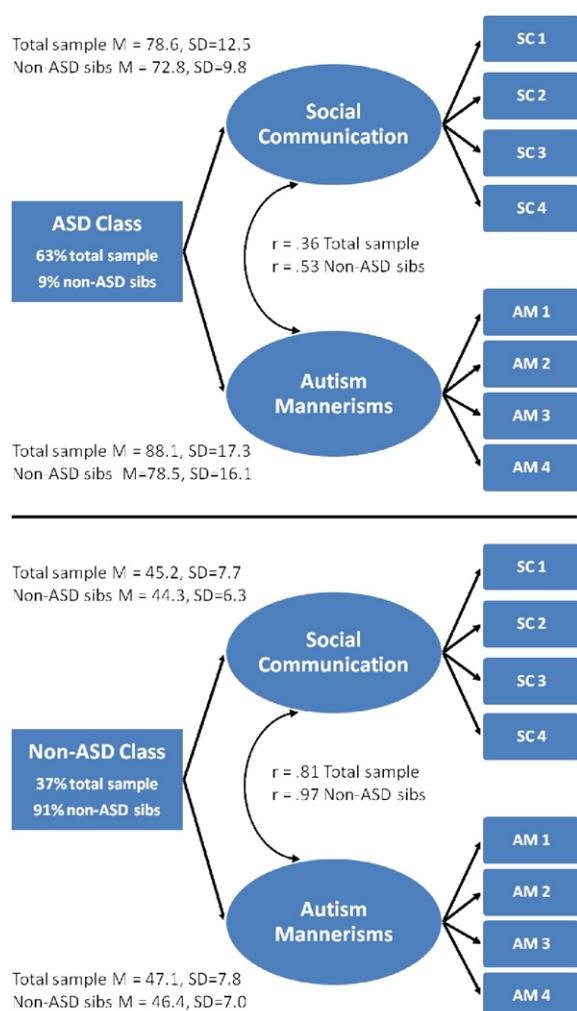 Total sample M = 78.6, SD=12.5
Non-ASD sibs M = 72.8, SD=9.8
Social
Communication
SC 1
SC 2
SC 3
SC 4
ASD Class
63% total sample
9% non-ASD sibs
r = .36 Total sample
r = .53 Non-ASD sibs
Autism
Mannerisms
AM 1
AM 2
AM 3
AM 4
Total sample M = 88.1, SD=17.3
Non-ASD sibs M=78.5, SD=16.1
Total sample M = 45.2, SD=7.7
Non-ASD sibs M = 44.3, SD=6.3
Social
Communication
SC 1
SC 2
SC 3
SC 4
Non-ASD Class
37% total sample
91% non-ASD sibs
r = .81 Total sample
r = .97 Non-ASD sibs
Autism
Mannerisms
AM 1
AM 2
AM 3
AM 4
Total sample M = 47.1, SD=7.8
Non-ASD sibs M = 46.4, SD=7.0